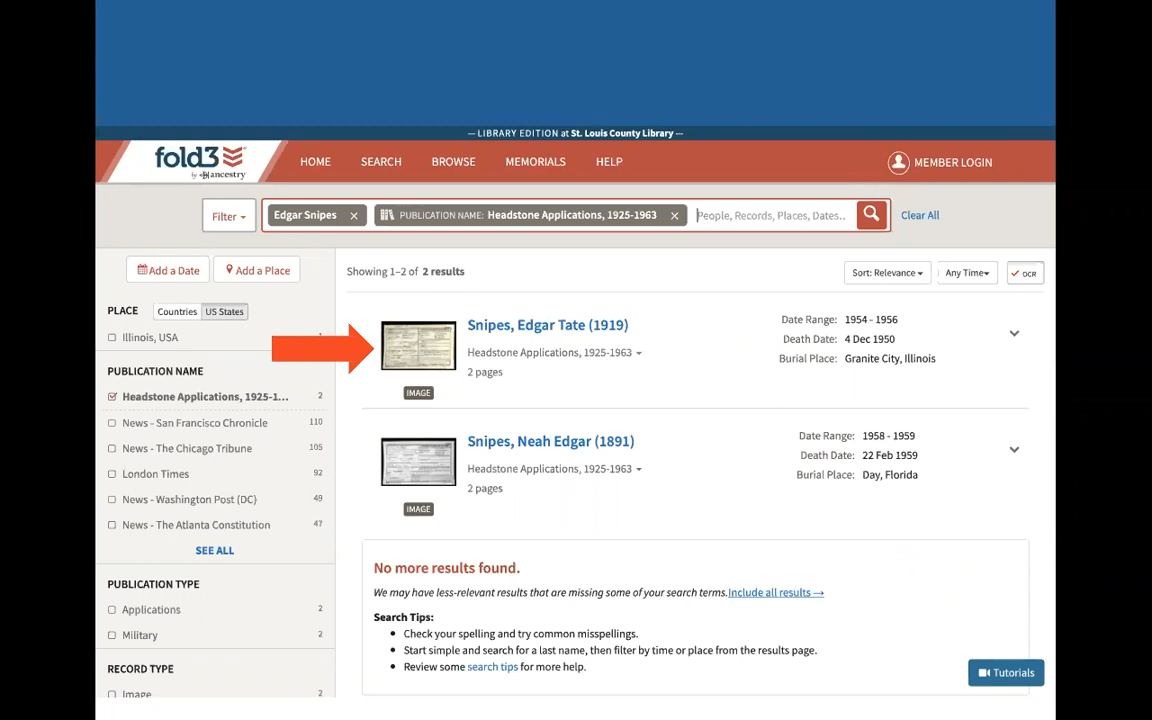 — LIBRARY EDITION at St. Louis County Library —
fold3
by ancestry
HOME SEARCH BROWSE MEMORIALS HELP MEMBER LOGIN
Filter Edgar Snipes × PUBLICATION NAME: Headstone Applications, 1925-1963 × People, Records, Places, Dates.. Clear All
Add a Date Add a Place
Showing 1–2 of 2 results
Sort: Relevance Any Time OCR
PLACE Countries US States
Illinois, USA 1
PUBLICATION NAME
Headstone Applications, 1925-1... 2
News - San Francisco Chronicle 110
News - The Chicago Tribune 105
London Times 92
News - Washington Post (DC) 49
News - The Atlanta Constitution 47
SEE ALL
PUBLICATION TYPE
Applications 2
Military 2
RECORD TYPE
Image 2
Snipes, Edgar Tate (1919)
Headstone Applications, 1925-1963
2 pages
IMAGE
Date Range: 1954 - 1956
Death Date: 4 Dec 1950
Burial Place: Granite City, Illinois
Snipes, Neah Edgar (1891)
Headstone Applications, 1925-1963
2 pages
IMAGE
Date Range: 1958 - 1959
Death Date: 22 Feb 1959
Burial Place: Day, Florida
No more results found.
We may have less-relevant results that are missing some of your search terms. Include all results →
Search Tips:
• Check your spelling and try common misspellings.
• Start simple and search for a last name, then filter by time or place from the results page.
• Review some search tips for more help.
Tutorials